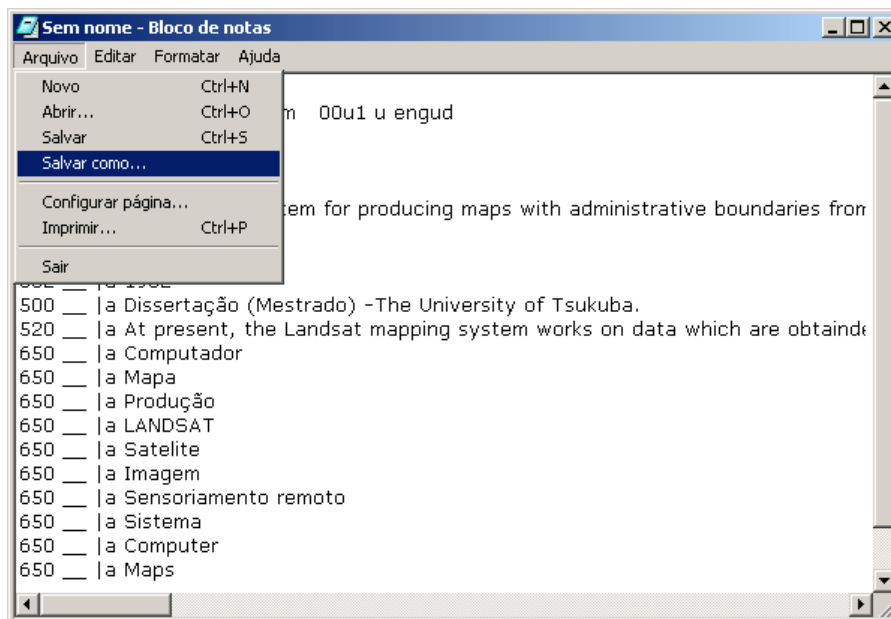 Sem nome - Bloco de notas
Arquivo Editar Formatar Ajuda
Novo Ctrl+N
Abrir... Ctrl+O
Salvar Ctrl+S
Salvar como...
Configurar página...
Imprimir... Ctrl+P
Sair
00u1 u engud
for producing maps with administrative boundaries from
500 __ |a Dissertação (Mestrado) -The University of Tsukuba.
520 __ |a At present, the Landsat mapping system works on data which are
650 __ |a Computador
650 __ |a Mapa
650 __ |a Produção
650 __ |a LANDSAT
650 __ |a Satelite
650 __ |a Imagem
650 __ |a Sensoriamento remoto
650 __ |a Sistema
650 __ |a Computer
650 __ |a Maps